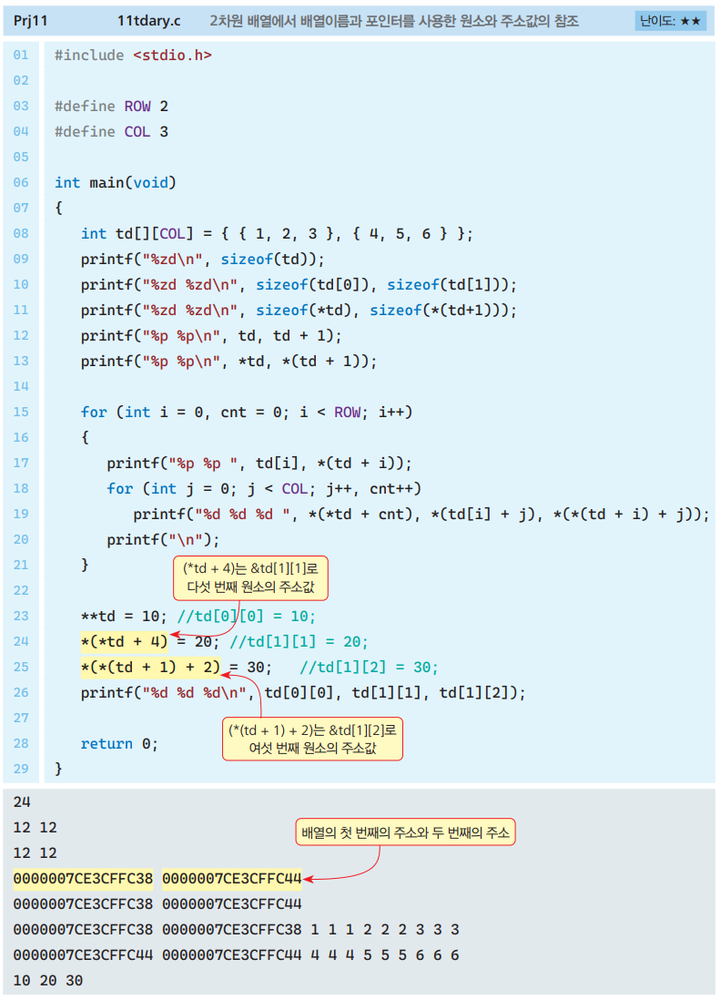 Prj11 11tdary.c 2차원 배열에서 배열이름과 포인터를 사용한 원소와 주소값의 참조 난이도: ★★
01 #include <stdio.h>
02
03 #define ROW 2
04 #define COL 3
05
06 int main(void)
07 {
08 int td[][COL] = { { 1, 2, 3 }, { 4, 5, 6 } };
09 printf("%zd\n", sizeof(td));
10 printf("%zd %zd\n", sizeof(td[0]), sizeof(td[1]));
11 printf("%zd %zd\n", sizeof(*td), sizeof(*(td+1)));
12 printf("%p %p\n", td, td + 1);
13 printf("%p %p\n", *td, *(td + 1));
14
15 for (int i = 0, cnt = 0; i < ROW; i++)
16 {
17 printf("%p %p ", td[i], *(td + i));
18 for (int j = 0; j < COL; j++, cnt++)
19 printf("%d %d %d ", *(*td + cnt), *(td[i] + j), *(*(td + i) + j));
20 printf("\n");
21 }
(*td + 4)는 &td[1][1]로
다섯 번째 원소의 주소값
22
23 **td = 10; //td[0][0] = 10;
24 *(*td + 4) = 20; //td[1][1] = 20;
25 *(*(td + 1) + 2) = 30; //td[1][2] = 30;
26 printf("%d %d %d\n", td[0][0], td[1][1], td[1][2]);
27
(*(td + 1) + 2)는 &td[1][2]로
여섯 번째 원소의 주소값
28 return 0;
29 }
24
12 12
12 12
배열의 첫 번째의 주소와 두 번째의 주소
0000007CE3CFFC38 0000007CE3CFFC44
0000007CE3CFFC38 0000007CE3CFFC44
0000007CE3CFFC38 0000007CE3CFFC38 1 1 1 2 2 2 3 3 3
0000007CE3CFFC44 0000007CE3CFFC44 4 4 4 5 5 5 6 6 6
10 20 30